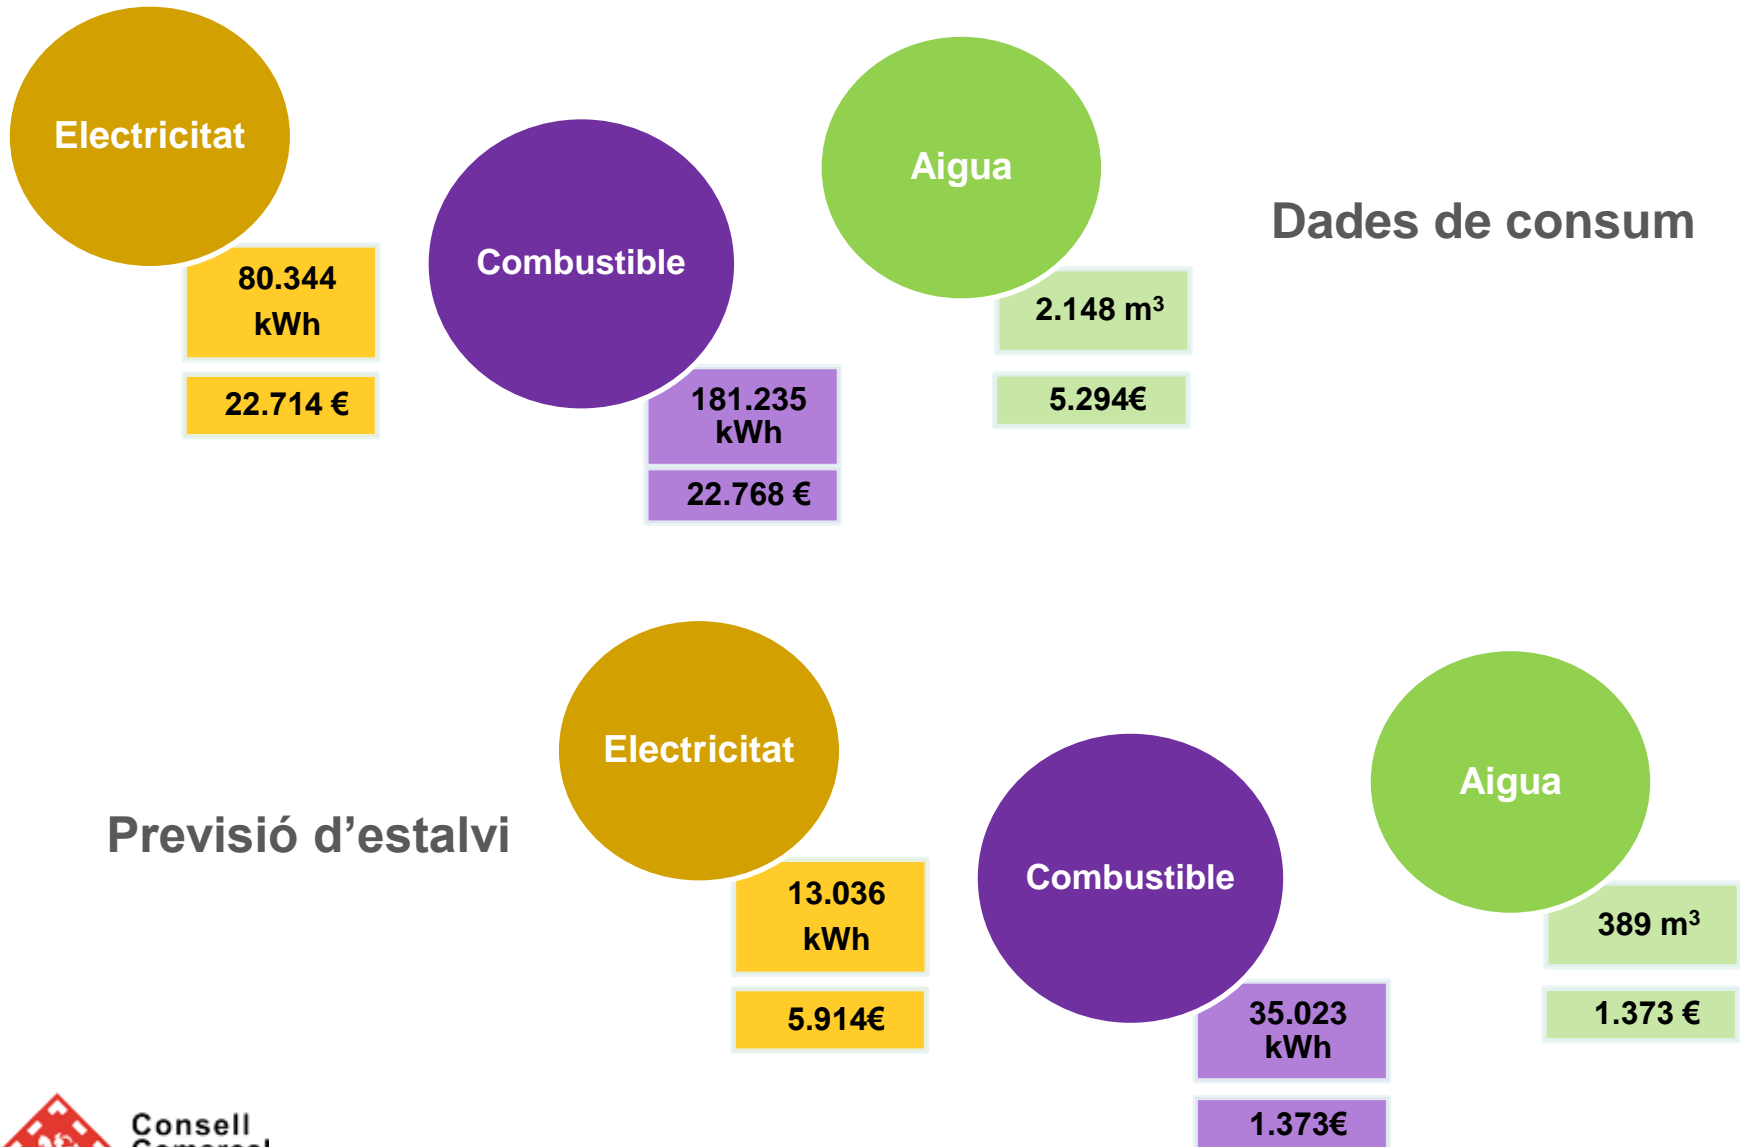 Electricitat
80.344
kWh
22.714 €
Combustible
181.235
kWh
22.768 €
Aigua
2.148 m³
5.294€
Dades de consum
Previsió d’estalvi
Electricitat
13.036
kWh
5.914€
Combustible
35.023
kWh
1.373€
Aigua
389 m³
1.373 €
Consell
Comarcal